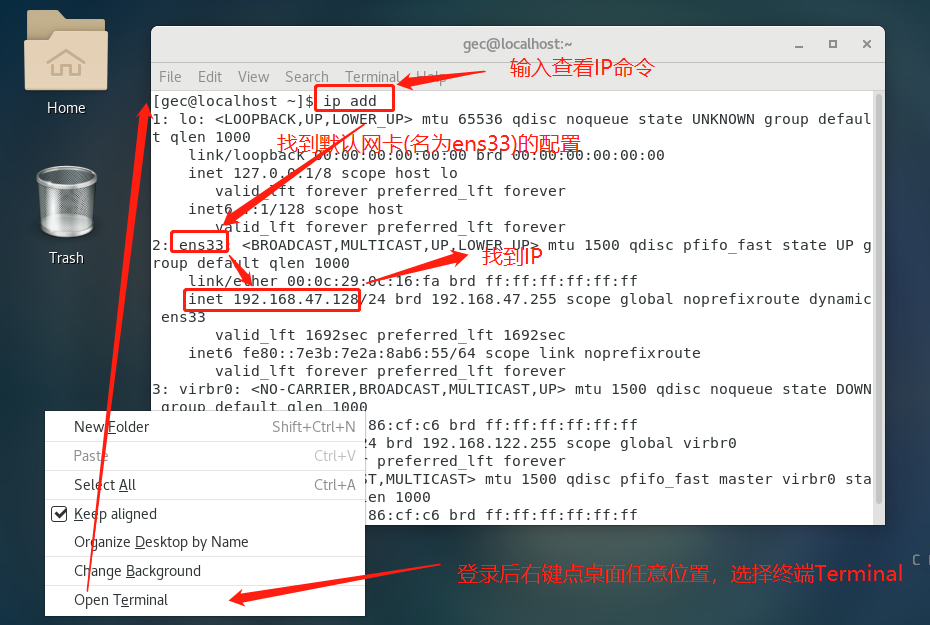 Home
Trash
gec@localhost:~
File Edit View Search Terminal Help
输入查看IP命令
[gec@localhost ~]$ ip add
1: lo: <LOOPBACK,UP,LOWER_UP> mtu 65536 qdisc noqueue state UNKNOWN group defaul
t qlen 1000
找到默认网卡(名为ens33)的配置
link/loopback 00:00:00:00:00:00 brd 00:00:00:00:00:00
inet 127.0.0.1/8 scope host lo
valid_lft forever preferred_lft forever
inet6 ::1/128 scope host
valid_lft forever preferred_lft forever
2: ens33: <BROADCAST,MULTICAST,UP,LOWER_UP> mtu 1500 qdisc pfifo_fast state UP g
roup default qlen 1000
找到IP
link/ether 00:0c:29:0c:16:fa brd ff:ff:ff:ff:ff:ff
inet 192.168.47.128/24 brd 192.168.47.255 scope global noprefixroute dynamic
ens33
valid_lft 1692sec preferred_lft 1692sec
inet6 fe80::7e3b:7e2a:8ab6:55/64 scope link noprefixroute
valid_lft forever preferred_lft forever
3: virbr0: <NO-CARRIER,BROADCAST,MULTICAST,UP> mtu 1500 qdisc noqueue state DOWN
group default qlen 1000
86:cf:c6 brd ff:ff:ff:ff:ff:ff
24 brd 192.168.122.255 scope global virbr0
preferred_lft forever
ST,MULTICAST> mtu 1500 qdisc pfifo_fast master virbr0 sta
len 1000
86:cf:c6 brd ff:ff:ff:ff:ff:ff
New Folder Shift+Ctrl+N
Paste Ctrl+V
Select All Ctrl+A
Keep aligned
Organize Desktop by Name
Change Background
Open Terminal
登录后右键点桌面任意位置，选择终端Terminal